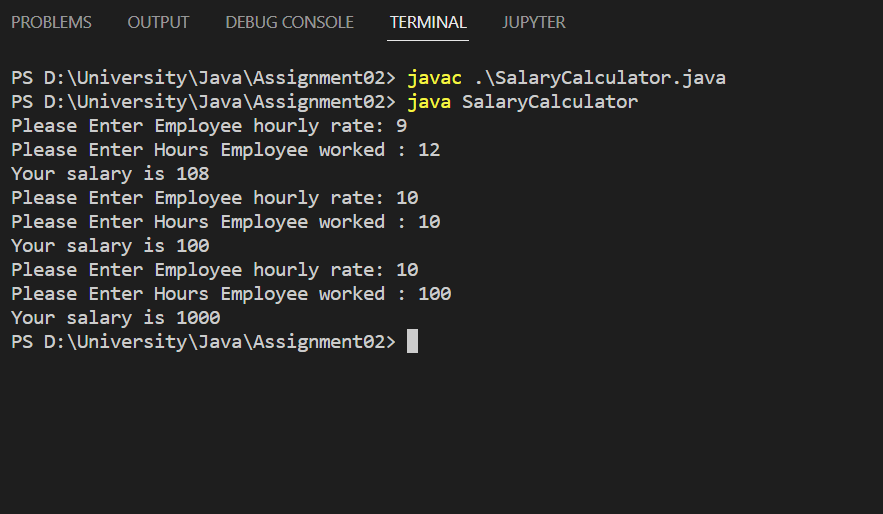 PROBLEMS OUTPUT DEBUG CONSOLE TERMINAL JUPYTER
PS D:\University\Java\Assignment02> javac .\SalaryCalculator.java
PS D:\University\Java\Assignment02> java SalaryCalculator
Please Enter Employee hourly rate: 9
Please Enter Hours Employee worked : 12
Your salary is 108
Please Enter Employee hourly rate: 10
Please Enter Hours Employee worked : 10
Your salary is 100
Please Enter Employee hourly rate: 10
Please Enter Hours Employee worked : 100
Your salary is 1000
PS D:\University\Java\Assignment02>